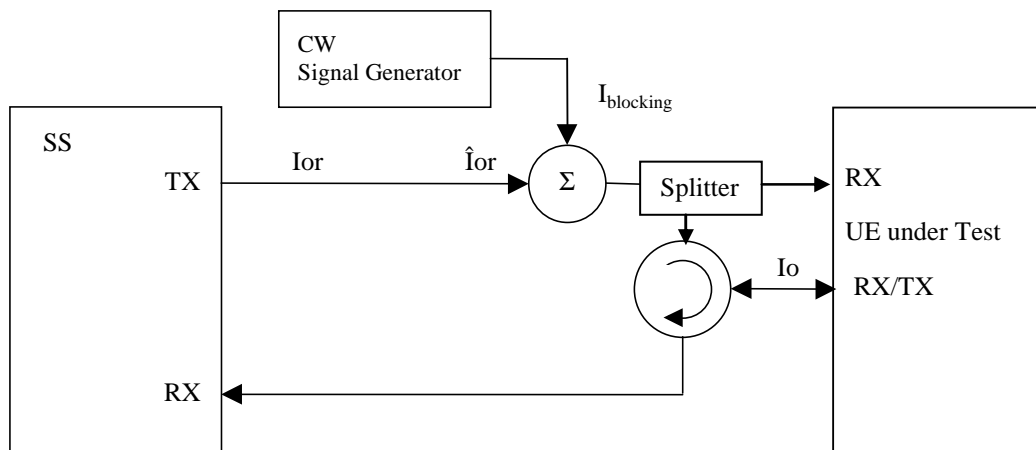 CW
Signal Generator
I_blocking
SS
TX
Ior
Îor
Σ
Splitter
RX
UE under Test
Io
RX/TX
RX